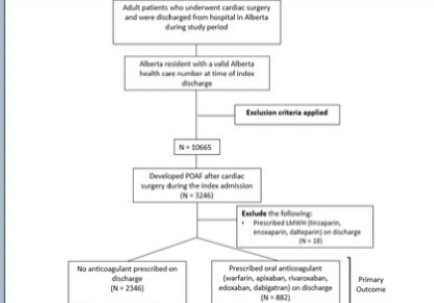 Adult patients who underwent cardiac surgery
and were discharged from hospital in Alberta
during study period
Alberta resident with a valid Alberta
health care number at time of index
discharge
Exclusion criteria applied
N = 10665
Developed POAF after cardiac
surgery during the index admission
(N = 3246)
Exclude the following:
• Prescribed LMWH (tinzaparin,
enoxaparin, dalteparin) on discharge
(N = 18)
No anticoagulant prescribed on
discharge
(N = 2346)
Prescribed oral anticoagulant
(warfarin, apixaban, rivaroxaban,
edoxaban, dabigatran) on discharge
(N = 882)
Primary
Outcome